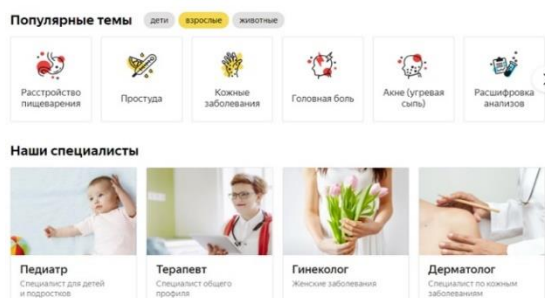 Популярные темы дети взрослые животные
Расстройство
пищеварения
Простуда
Кожные
заболевания
Головная боль
Акне (угревая
сыпь)
Расшифровка
анализов
Наши специалисты
Педиатр
Специалист для детей
и подростков
Терапевт
Специалист общего
профиля
Гинеколог
Женские заболевания
Дерматолог
Специалист по кожным
заболеваниям